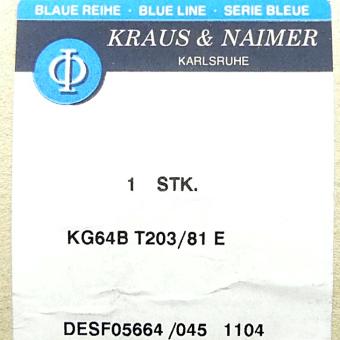 BLAUE REIHE · BLUE LINE · SERIE BLEUE
KRAUS & NAIMER
KARLSRUHE
1 STK.
KG64B T203/81 E
DESF05664 /045 1104